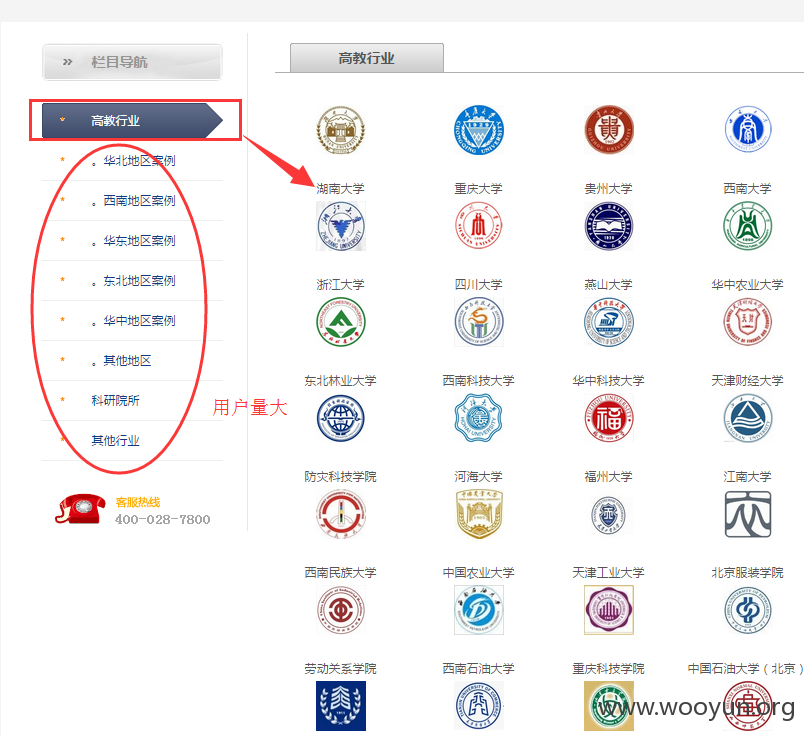 » 栏目导航
高教行业
* 高教行业
* 。华北地区案例
* 。西南地区案例
* 。华东地区案例
* 。东北地区案例
* 。华中地区案例
* 。其他地区
* 科研院所
* 其他行业
用户量大
客服热线
400-028-7800
湖南大学 重庆大学 贵州大学 西南大学
浙江大学 四川大学 燕山大学 华中农业大学
东北林业大学 西南科技大学 华中科技大学 天津财经大学
防灾科技学院 河海大学 福州大学 江南大学
西南民族大学 中国农业大学 天津工业大学 北京服装学院
劳动关系学院 西南石油大学 重庆科技学院 中国石油大学（北京）
www.wooyun.org